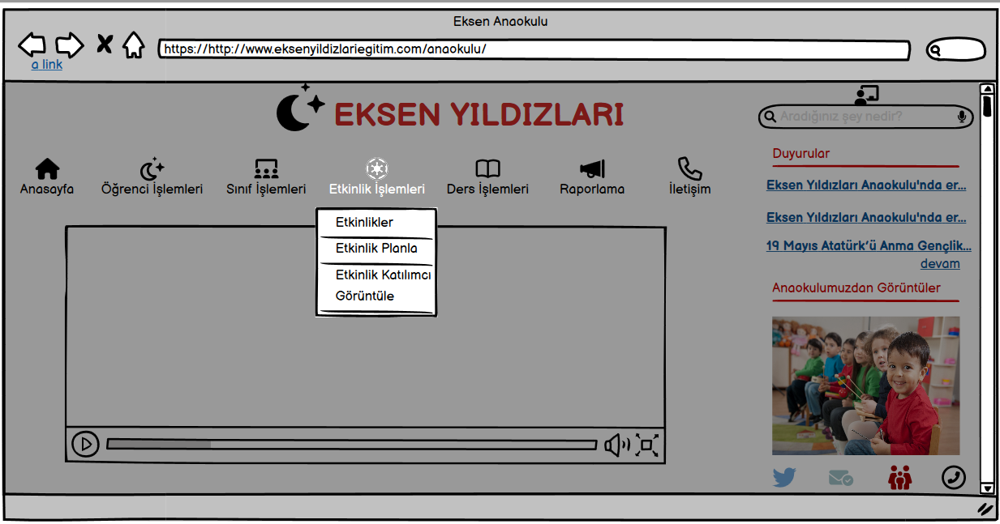 Eksen Anaokulu
https://http://www.eksenyildizlariegitim.com/anaokulu/
a link
EKSEN YILDIZLARI
Aradığınız şey nedir?
Anasayfa
Öğrenci İşlemleri
Sınıf İşlemleri
Etkinlik İşlemleri
Ders İşlemleri
Raporlama
İletişim
Etkinlikler
Etkinlik Planla
Etkinlik Katılımcı
Görüntüle
Duyurular
Eksen Yıldızları Anaokulu'nda er...
Eksen Yıldızları Anaokulu'nda er...
19 Mayıs Atatürk’ü Anma Gençlik...
devam
Anaokulumuzdan Görüntüler